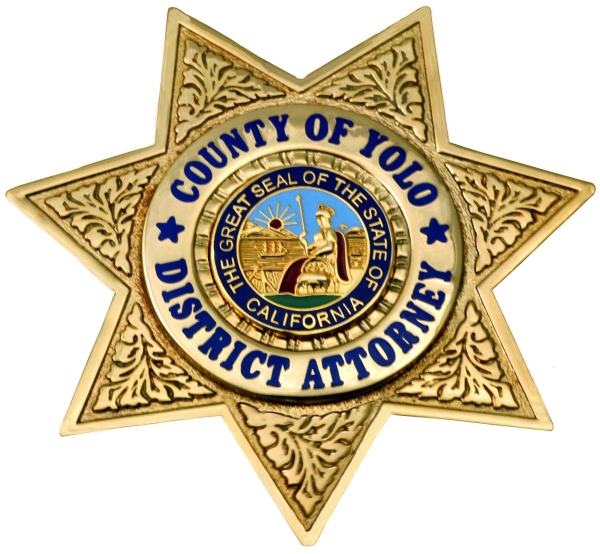 COUNTY OF YOLO
DISTRICT ATTORNEY
THE GREAT SEAL OF THE STATE OF
CALIFORNIA